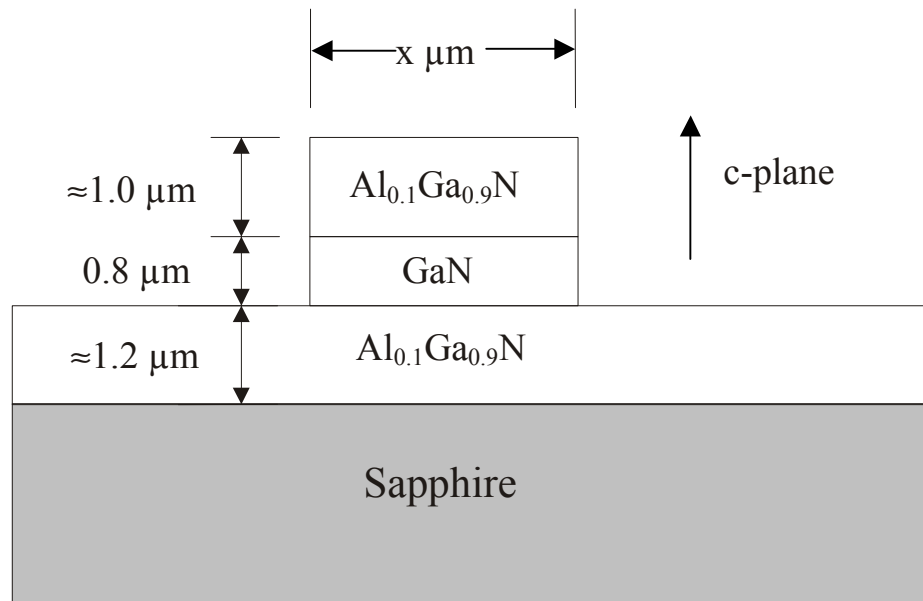 x µm
≈1.0 µm
Al₀.₁Ga₀.₉N
c-plane
0.8 µm
GaN
≈1.2 µm
Al₀.₁Ga₀.₉N
Sapphire